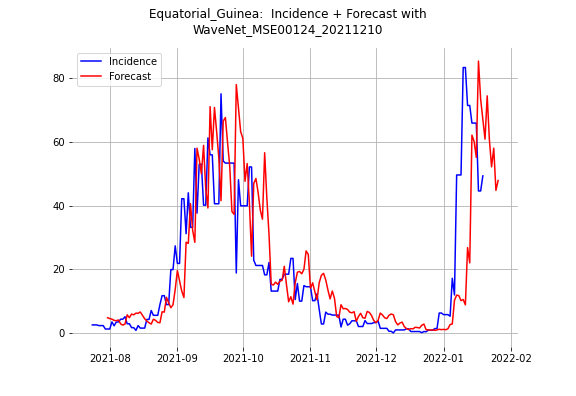 Equatorial_Guinea:  Incidence + Forecast with
WaveNet_MSE00124_20211210
Incidence
Forecast
80
60
40
20
0
2021-08 2021-09 2021-10 2021-11 2021-12 2022-01 2022-02